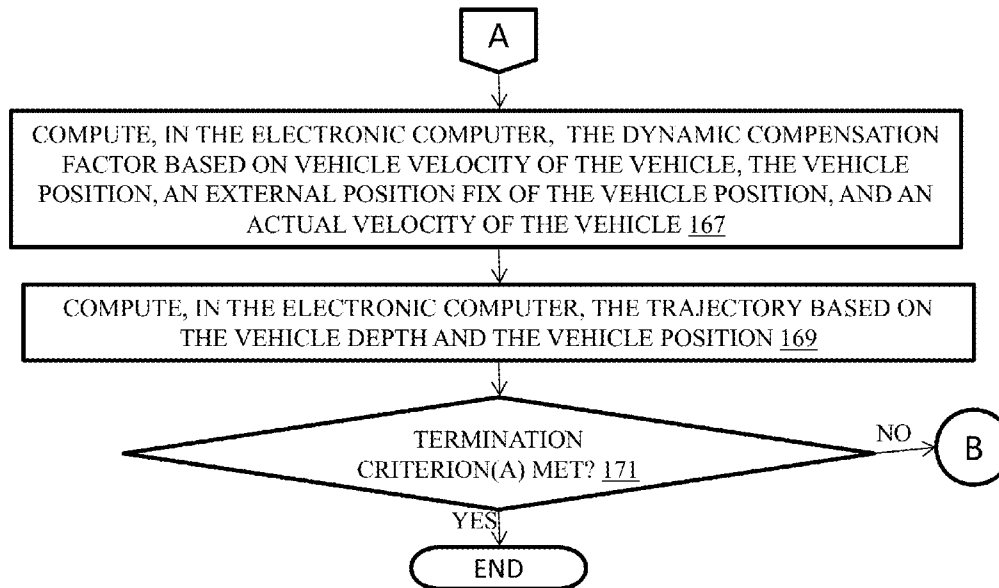 A
COMPUTE, IN THE ELECTRONIC COMPUTER, THE DYNAMIC COMPENSATION
FACTOR BASED ON VEHICLE VELOCITY OF THE VEHICLE, THE VEHICLE
POSITION, AN EXTERNAL POSITION FIX OF THE VEHICLE POSITION, AND AN
ACTUAL VELOCITY OF THE VEHICLE 167
COMPUTE, IN THE ELECTRONIC COMPUTER, THE TRAJECTORY BASED ON
THE VEHICLE DEPTH AND THE VEHICLE POSITION 169
TERMINATION
CRITERION(A) MET? 171
NO
B
YES
END